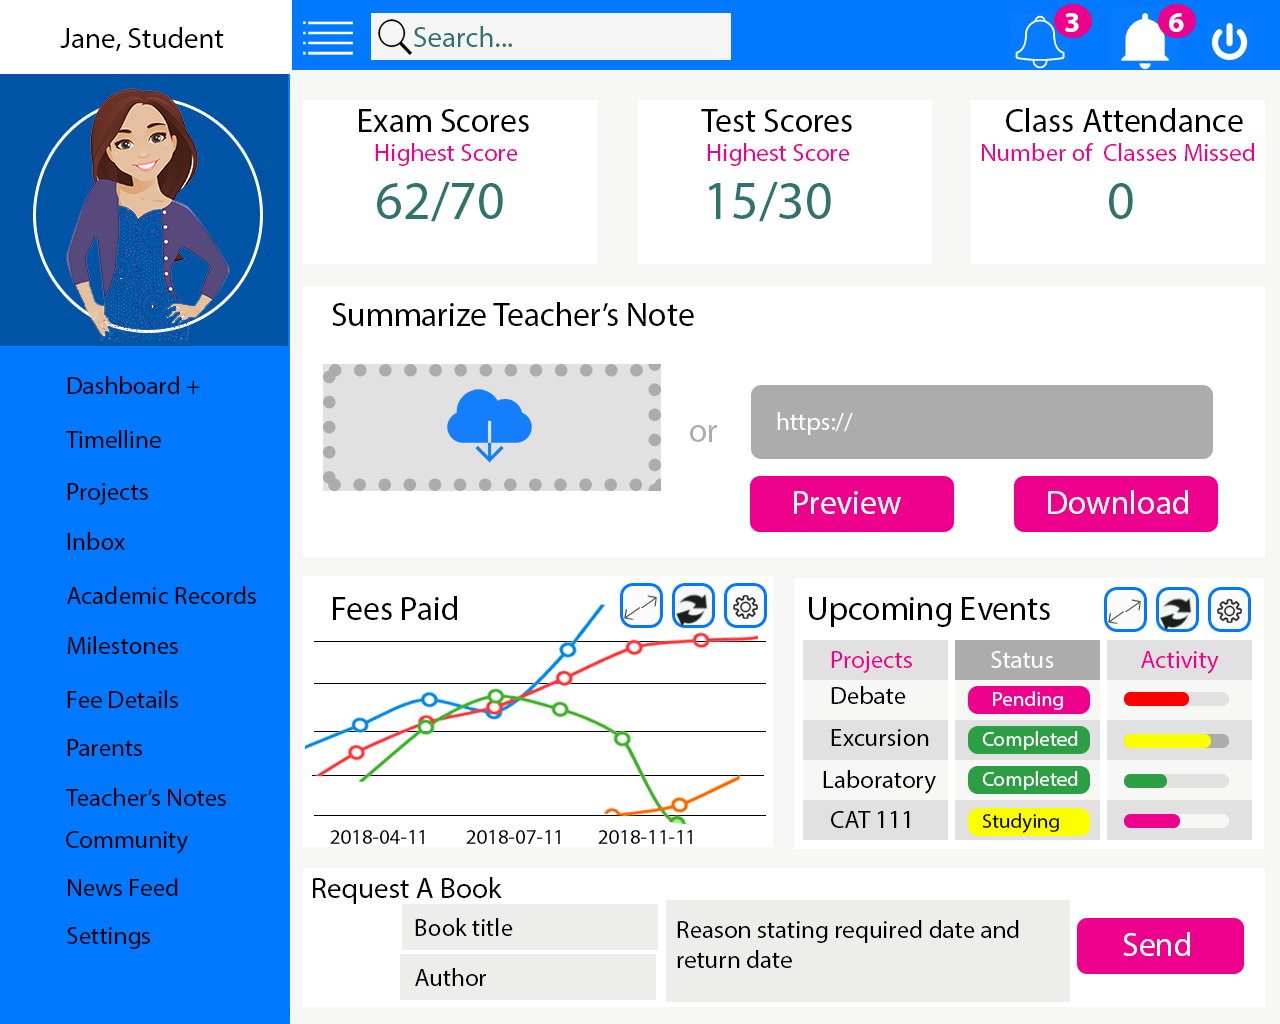 Jane, Student
Search...
3
6
Exam Scores
Highest Score
62/70
Test Scores
Highest Score
15/30
Class Attendance
Number of Classes Missed
0
Dashboard +
Timelline
Projects
Inbox
Academic Records
Milestones
Fee Details
Parents
Teacher's Notes
Community
News Feed
Settings
Summarize Teacher's Note
or
https://
Preview
Download
Fees Paid
2018-04-11
2018-07-11
2018-11-11
Upcoming Events
Projects Status Activity
Debate Pending
Excursion Completed
Laboratory Completed
CAT 111 Studying
Request A Book
Book title
Author
Reason stating required date and
return date
Send